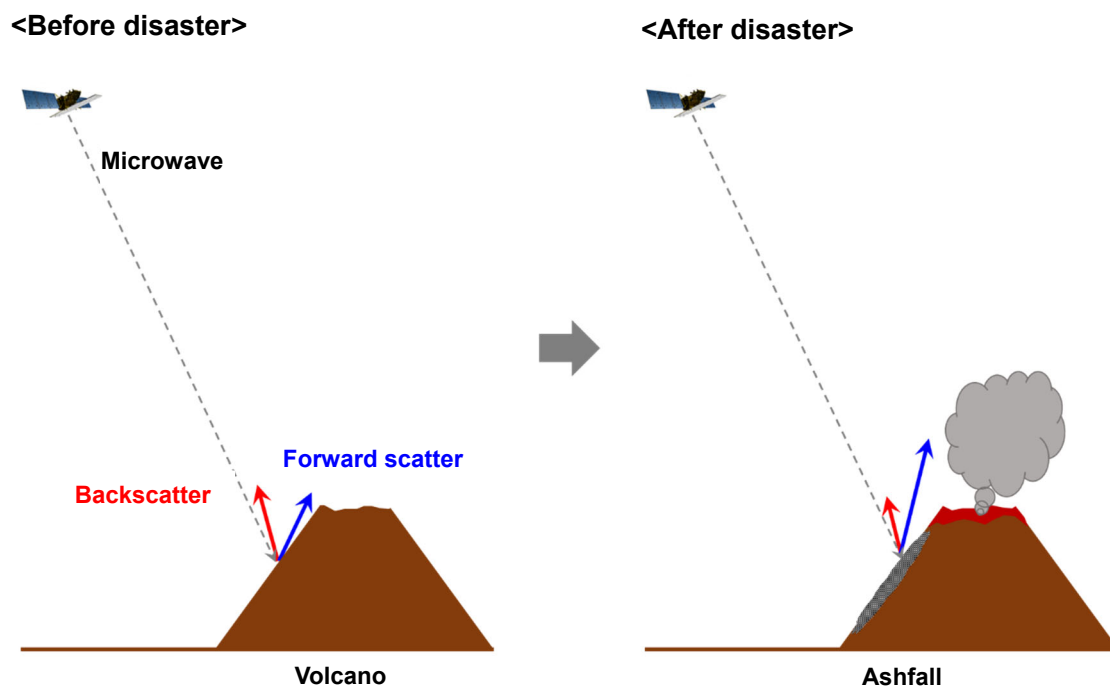 <Before disaster>
<After disaster>
Microwave
Forward scatter
Backscatter
Volcano
Ashfall